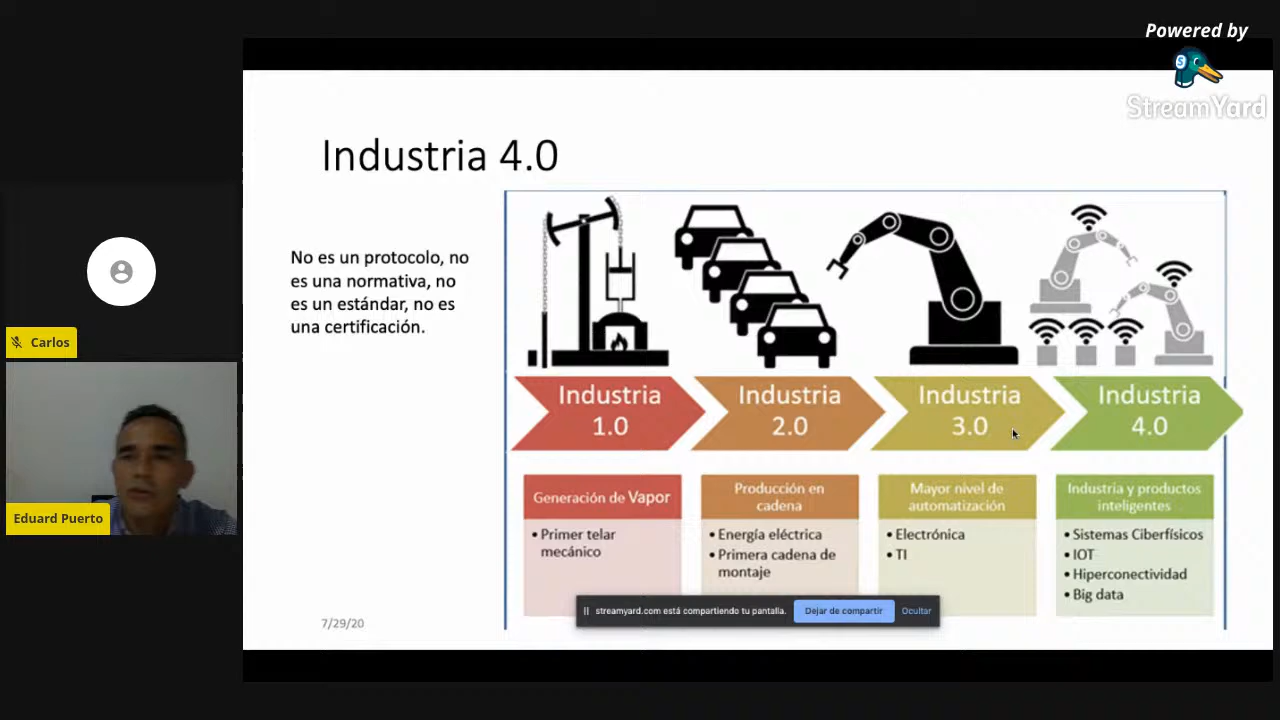 Powered by
StreamYard
Industria 4.0
No es un protocolo, no
es una normativa, no
es un estándar, no es
una certificación.
Industria
1.0
Industria
2.0
Industria
3.0
Industria
4.0
Generación de Vapor
• Primer telar
mecánico
Producción en
cadena
• Energía eléctrica
• Primera cadena de
montaje
Mayor nivel de
automatización
• Electrónica
• TI
Industria y productos
inteligentes
• Sistemas Ciberfísicos
• IOT
• Hiperconectividad
• Big data
Carlos
Eduard Puerto
streamyard.com está compartiendo tu pantalla.
Dejar de compartir
Ocultar
7/29/20